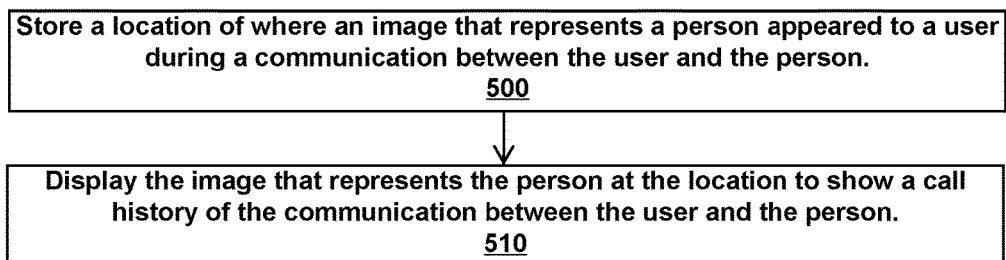 Store a location of where an image that represents a person appeared to a user
during a communication between the user and the person.
500
Display the image that represents the person at the location to show a call
history of the communication between the user and the person.
510